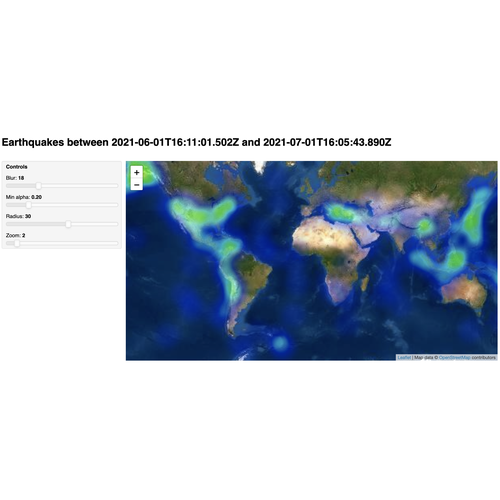 Earthquakes between 2021-06-01T16:11:01.502Z and 2021-07-01T16:05:43.890Z
Controls
Blur: 18
Min alpha: 0.20
Radius: 30
Zoom: 2
+
−
Leaflet | Map data © OpenStreetMap contributors